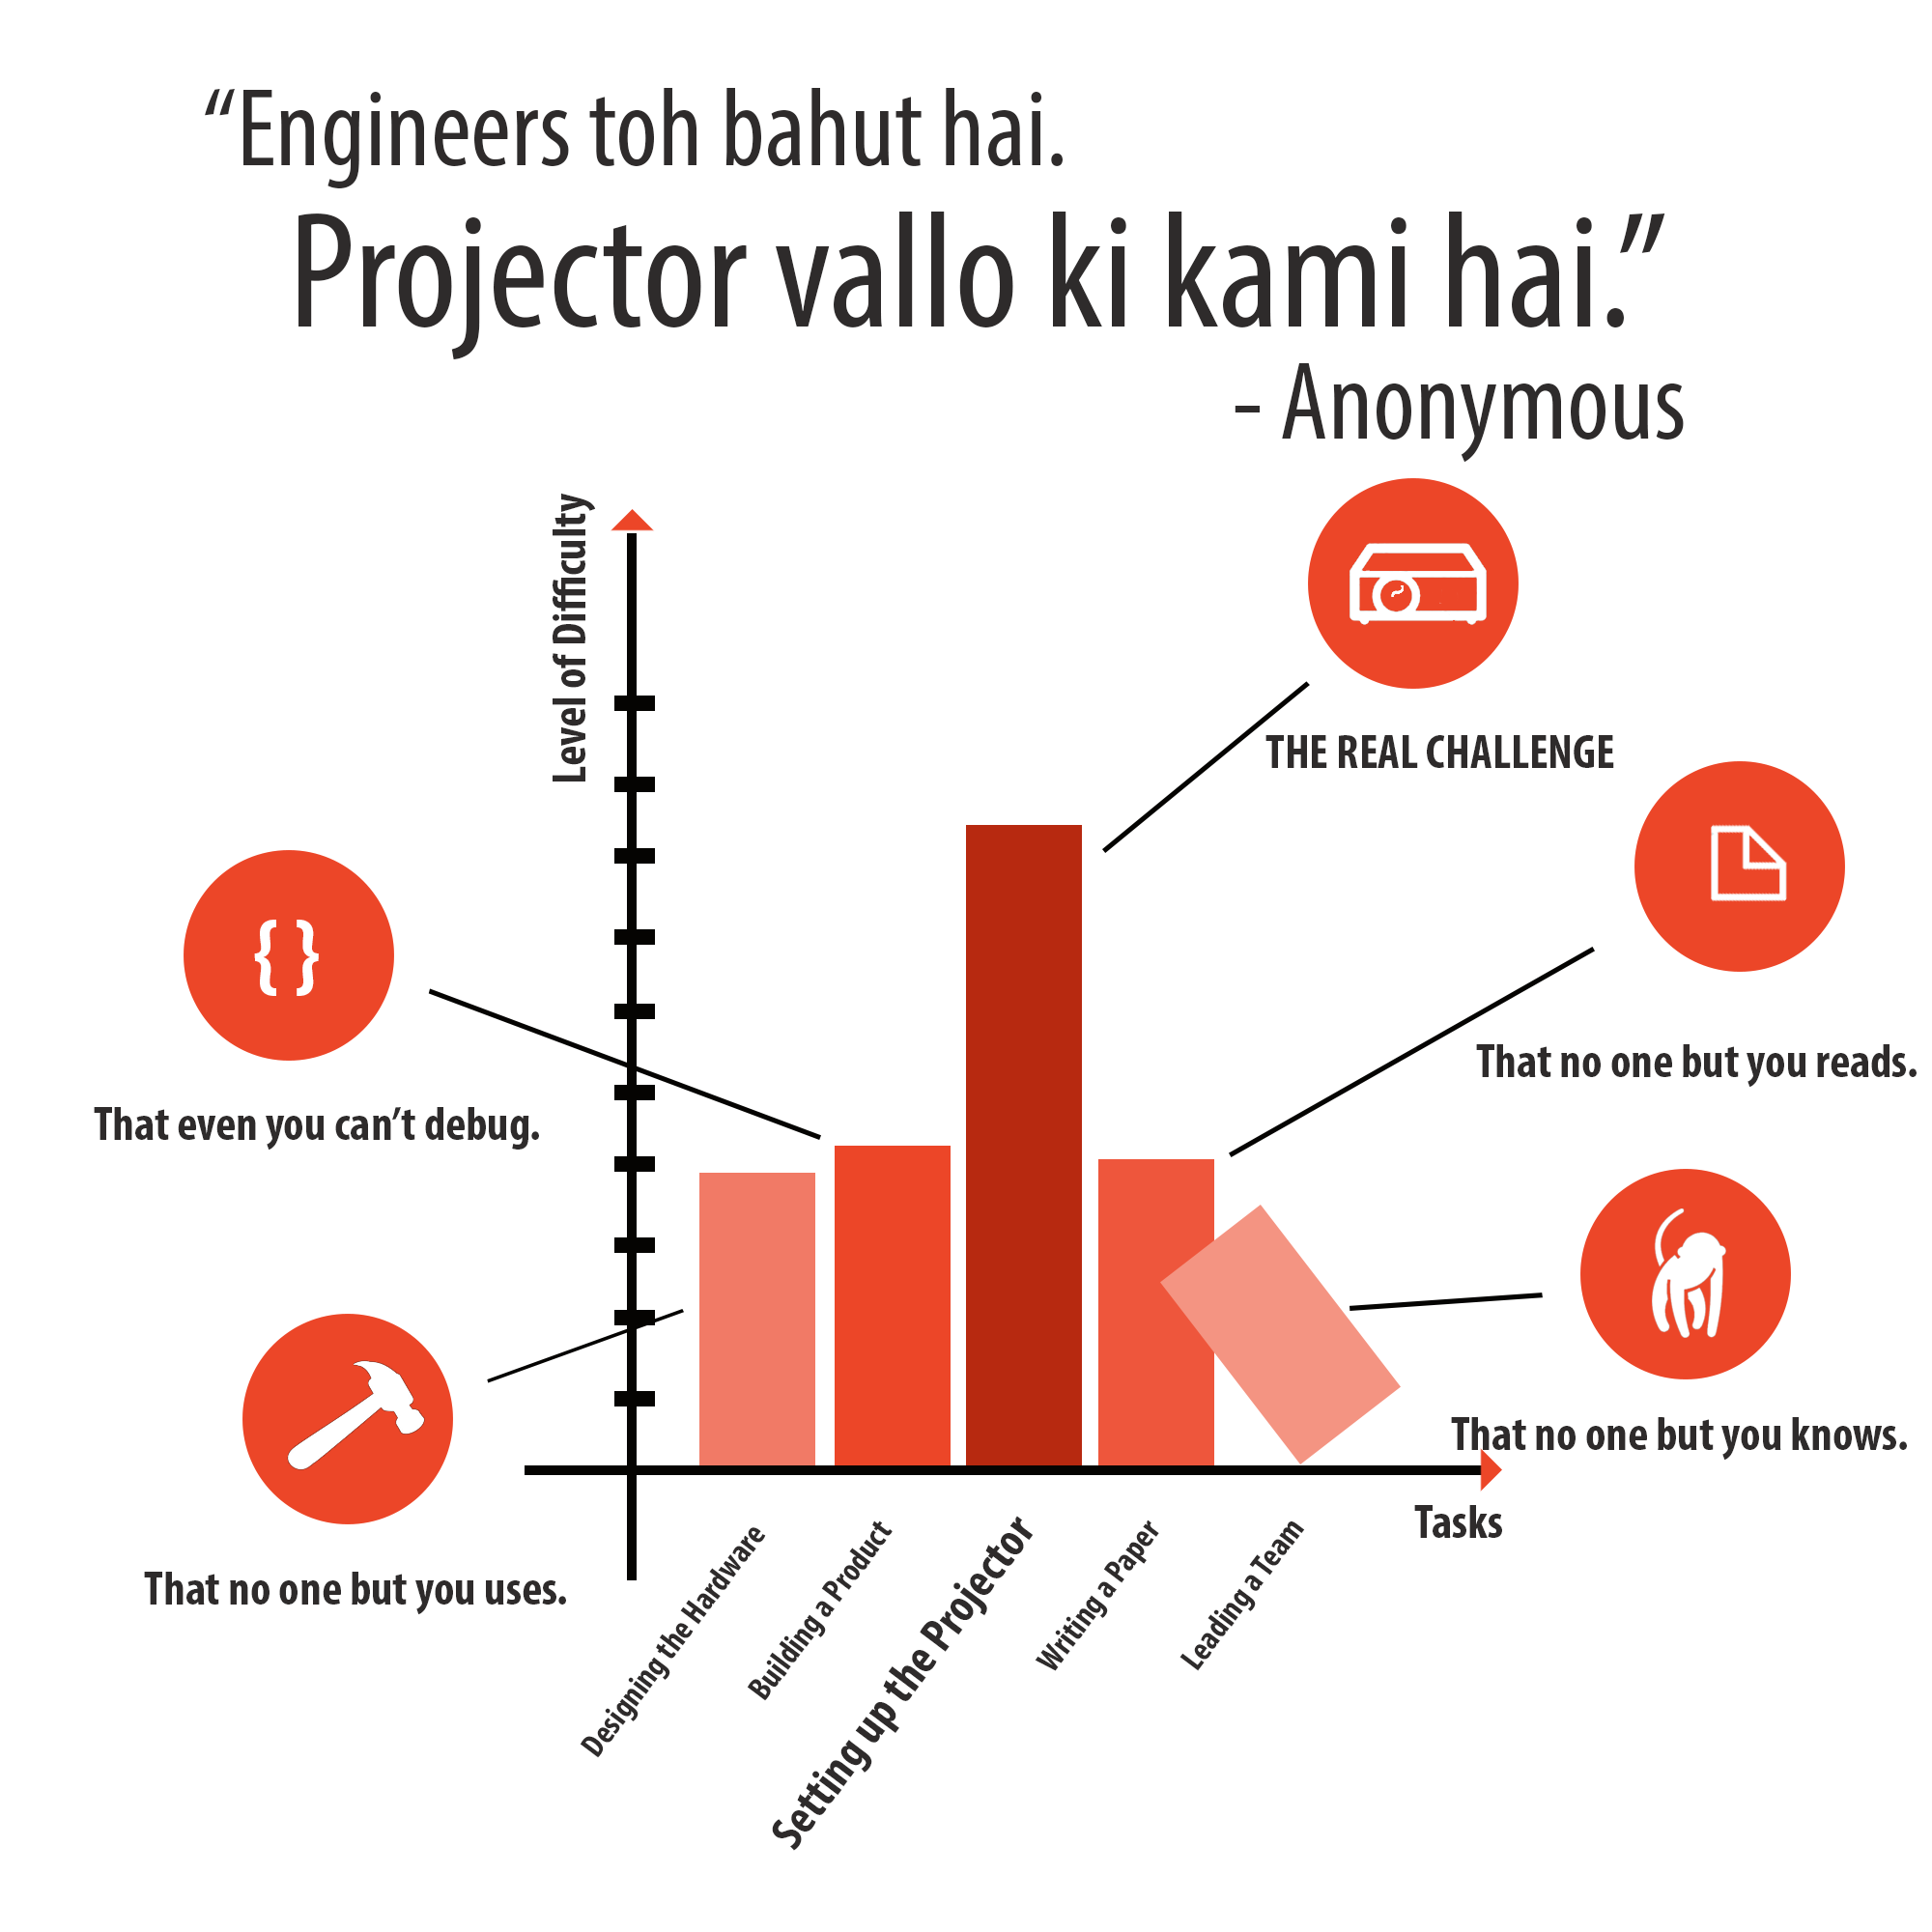 “Engineers toh bahut hai.
Projector vallo ki kami hai.”
- Anonymous
Level of Difficulty
THE REAL CHALLENGE
That no one but you reads.
That even you can’t debug.
That no one but you knows.
That no one but you uses.
Tasks
Designing the Hardware
Building a Product
Setting up the Projector
Writing a Paper
Leading a Team